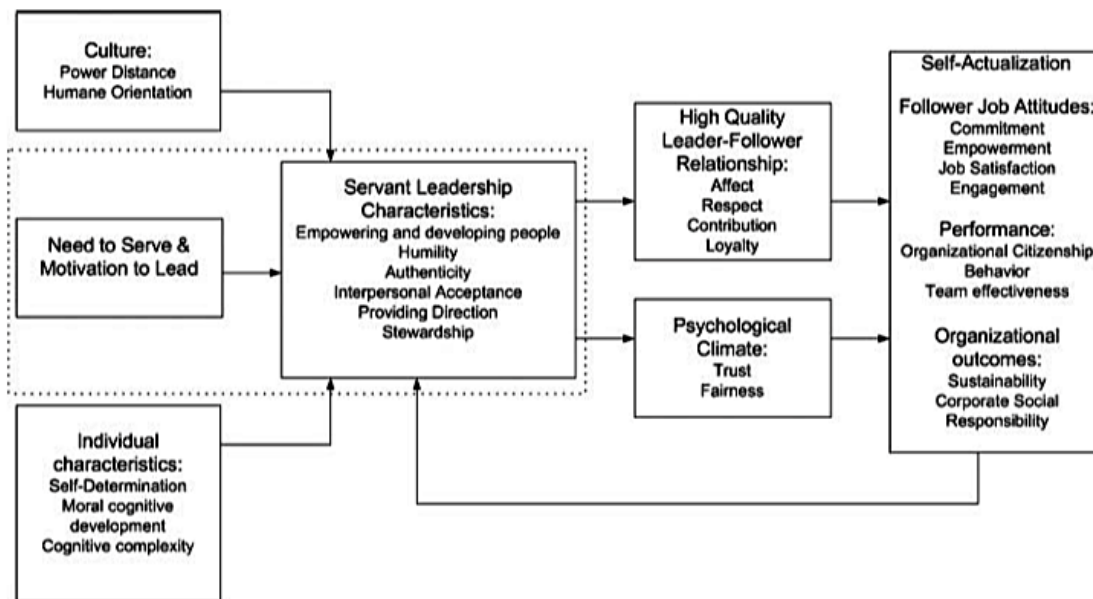 Culture:
Power Distance
Humane Orientation
Need to Serve &
Motivation to Lead
Individual
characteristics:
Self-Determination
Moral cognitive
development
Cognitive complexity
Servant Leadership
Characteristics:
Empowering and developing people
Humility
Authenticity
Interpersonal Acceptance
Providing Direction
Stewardship
High Quality
Leader-Follower
Relationship:
Affect
Respect
Contribution
Loyalty
Psychological
Climate:
Trust
Fairness
Self-Actualization
Follower Job Attitudes:
Commitment
Empowerment
Job Satisfaction
Engagement
Performance:
Organizational Citizenship
Behavior
Team effectiveness
Organizational
outcomes:
Sustainability
Corporate Social
Responsibility